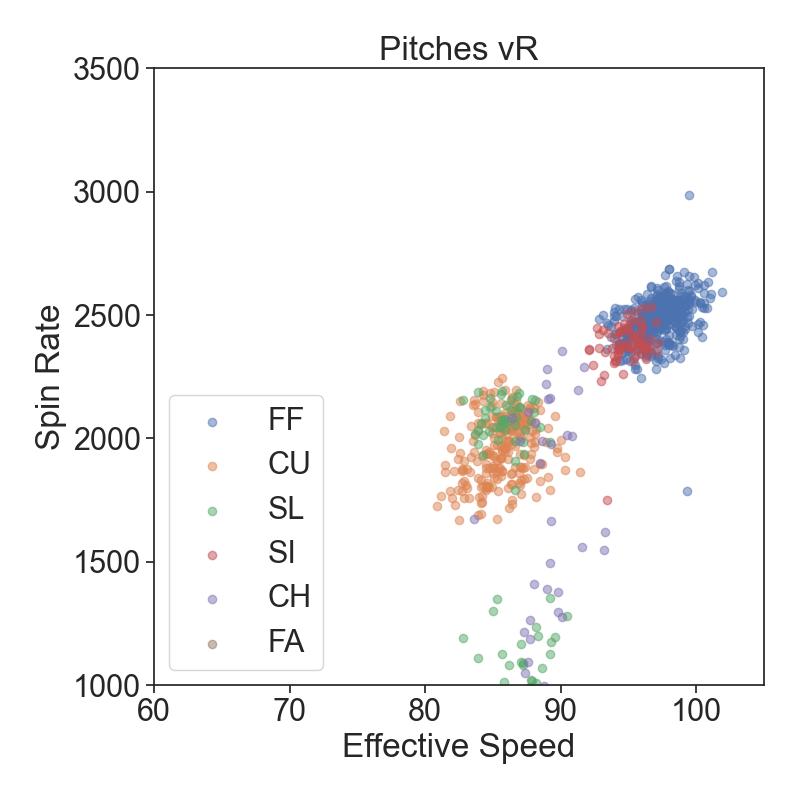 Pitches vR
3500
3000
2500
2000
1500
1000
Spin Rate
FF
CU
SL
SI
CH
FA
60 70 80 90 100
Effective Speed